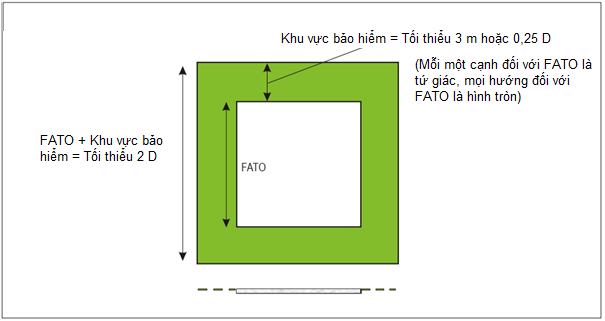 Khu vực bảo hiểm = Tối thiểu 3 m hoặc 0,25 D
(Mỗi một cạnh đối với FATO là
tứ giác, mọi hướng đối với
FATO là hình tròn)
FATO + Khu vực bảo
hiểm = Tối thiểu 2 D
FATO